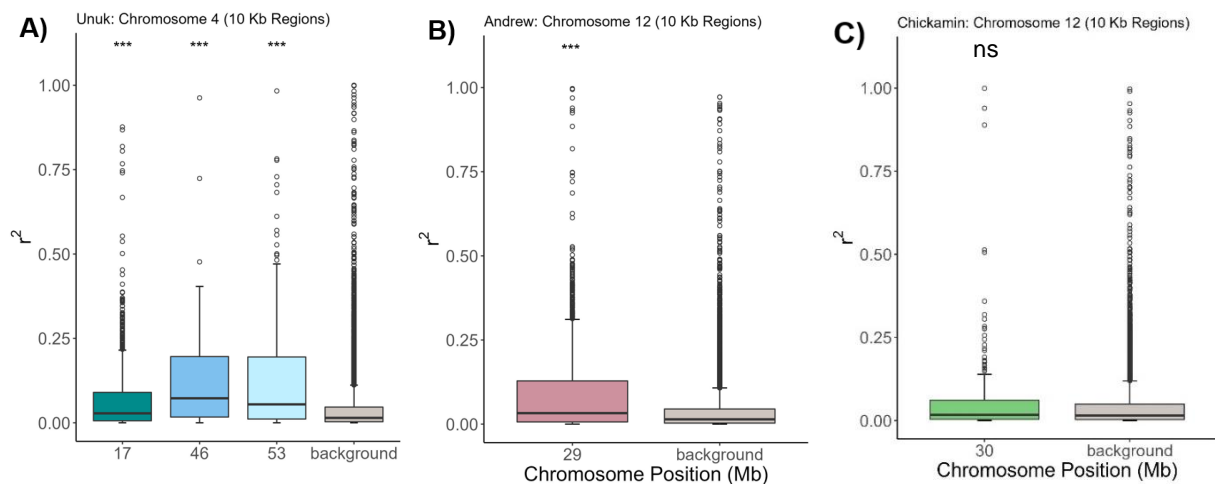 A)
Unuk: Chromosome 4 (10 Kb Regions)
*** *** ***
1.00
0.75
r2
0.50
0.25
0.00
17 46 53 background
B)
Andrew: Chromosome 12 (10 Kb Regions)
***
1.00
0.75
r2
0.50
0.25
0.00
29 background
Chromosome Position (Mb)
C)
Chickamin: Chromosome 12 (10 Kb Regions)
ns
1.00
0.75
r2
0.50
0.25
0.00
30 background
Chromosome Position (Mb)